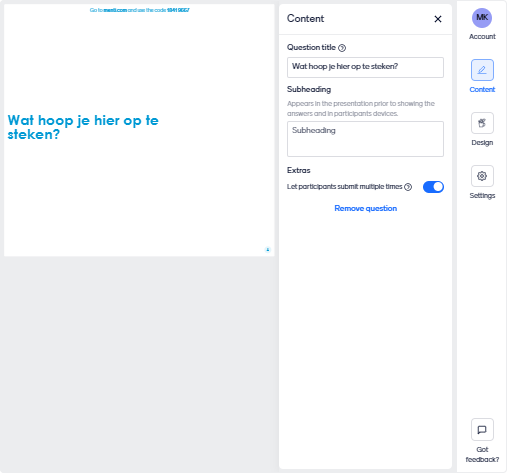 Go to menti.com and use the code
Wat hoop je hier op te
steken?
Content
Question title
Wat hoop je hier op te steken?
Subheading
Appears in the presentation prior to showing the
answers and in participants devices.
Subheading
Extras
Let participants submit multiple times
Remove question
MK
Account
Content
Design
Settings
Got
feedback?